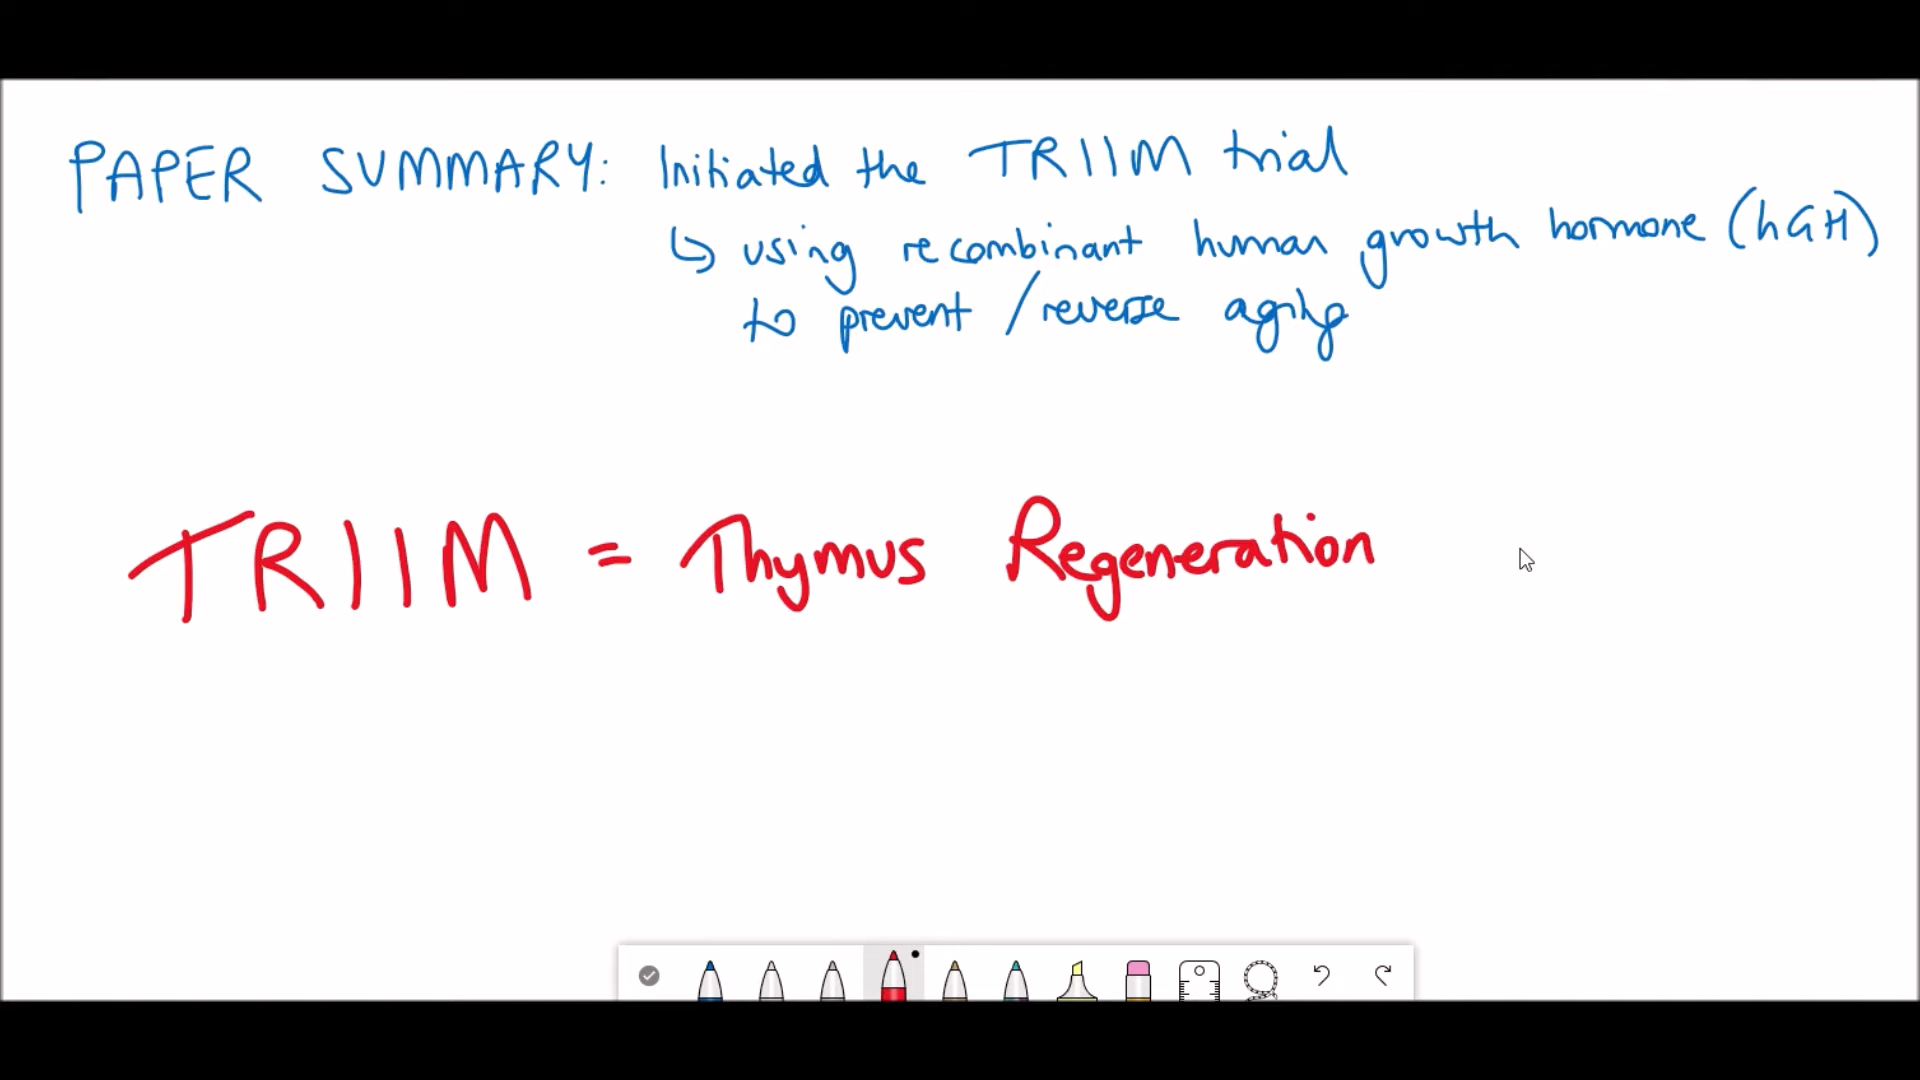 PAPER SUMMARY: Initiated the TRIIM trial
↳ using recombinant human growth hormone (hGH)
to prevent / reverse aging
TRIIM = Thymus Regeneration